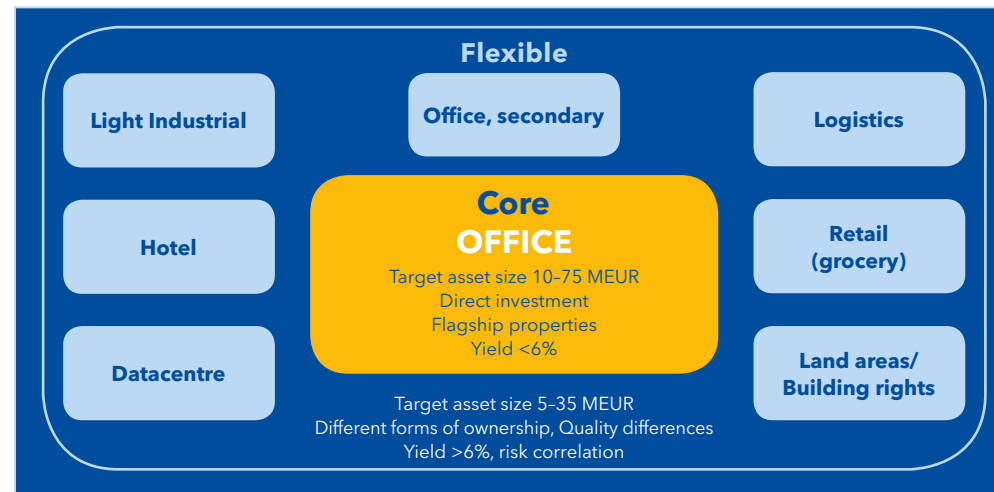 Flexible
Light Industrial
Office, secondary
Logistics
Core
OFFICE
Target asset size 10–75 MEUR
Direct investment
Flagship properties
Yield <6%
Hotel
Retail
(grocery)
Datacentre
Land areas/
Building rights
Target asset size 5–35 MEUR
Different forms of ownership, Quality differences
Yield >6%, risk correlation